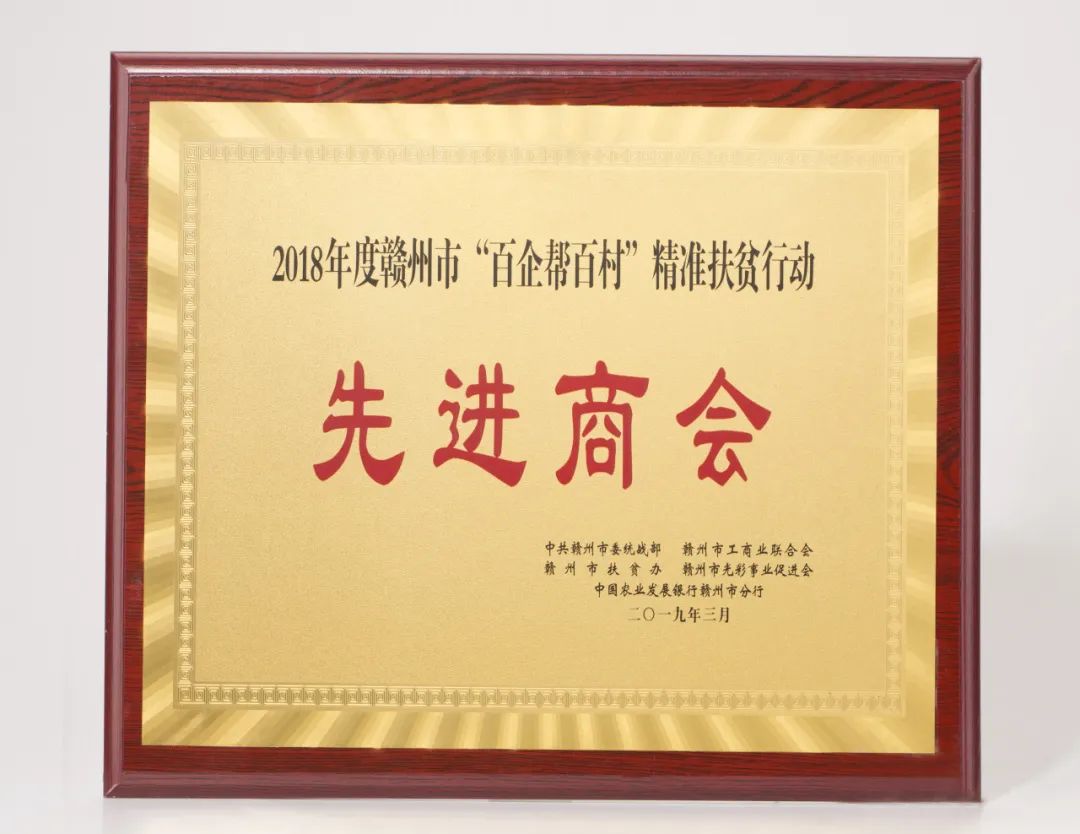 2018年度赣州市“百企帮百村”精准扶贫行动
先进商会
中共赣州市委统战部 赣州市工商业联合会
赣州市扶贫办 赣州市光彩事业促进会
中国农业发展银行赣州市分行
二〇一九年三月